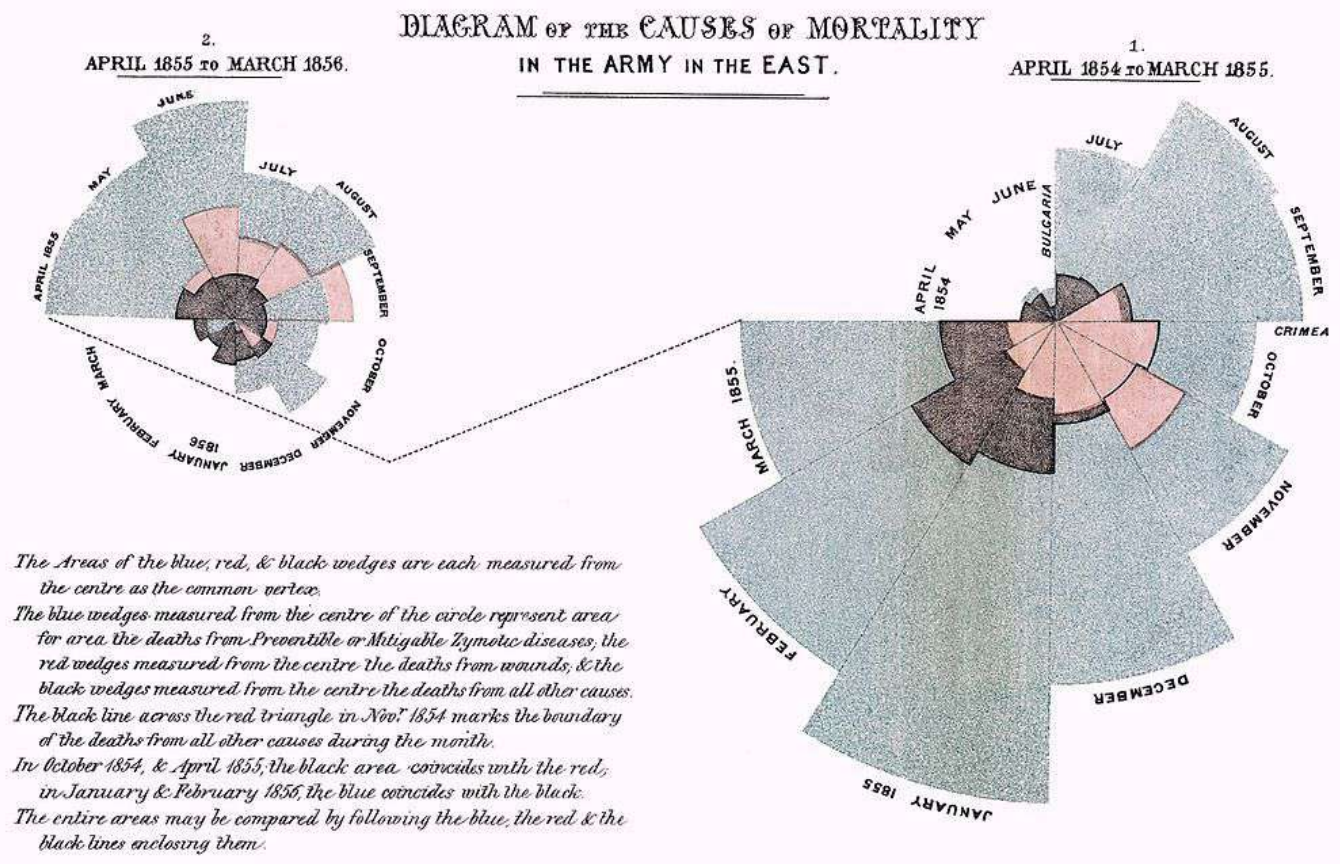 DIAGRAM OF THE CAUSES OF MORTALITY
IN THE ARMY IN THE EAST.
2.
APRIL 1855 TO MARCH 1856.
1.
APRIL 1854 TO MARCH 1855.
APRIL 1855
MAY
JUNE
JULY
AUGUST
SEPTEMBER
OCTOBER
NOVEMBER
DECEMBER
JANUARY 1856
FEBRUARY
MARCH
APRIL 1854
MAY
JUNE
BULGARIA
JULY
AUGUST
SEPTEMBER
CRIMEA
OCTOBER
NOVEMBER
DECEMBER
JANUARY 1855
FEBRUARY
MARCH 1855.
The Areas of the blue, red, & black wedges are each measured from
the centre as the common vertex.
The blue wedges measured from the centre of the circle represent area
for area the deaths from Preventible or Mitigable Zymotic diseases; the
red wedges measured from the centre the deaths from wounds; & the
black wedges measured from the centre the deaths from all other causes.
The black line across the red triangle in Novr. 1854 marks the boundary
of the deaths from all other causes during the month.
In October 1854, & April 1855, the black area coincides with the red;
in January & February 1856, the blue coincides with the black.
The entire areas may be compared by following the blue, the red & the
black lines enclosing them.